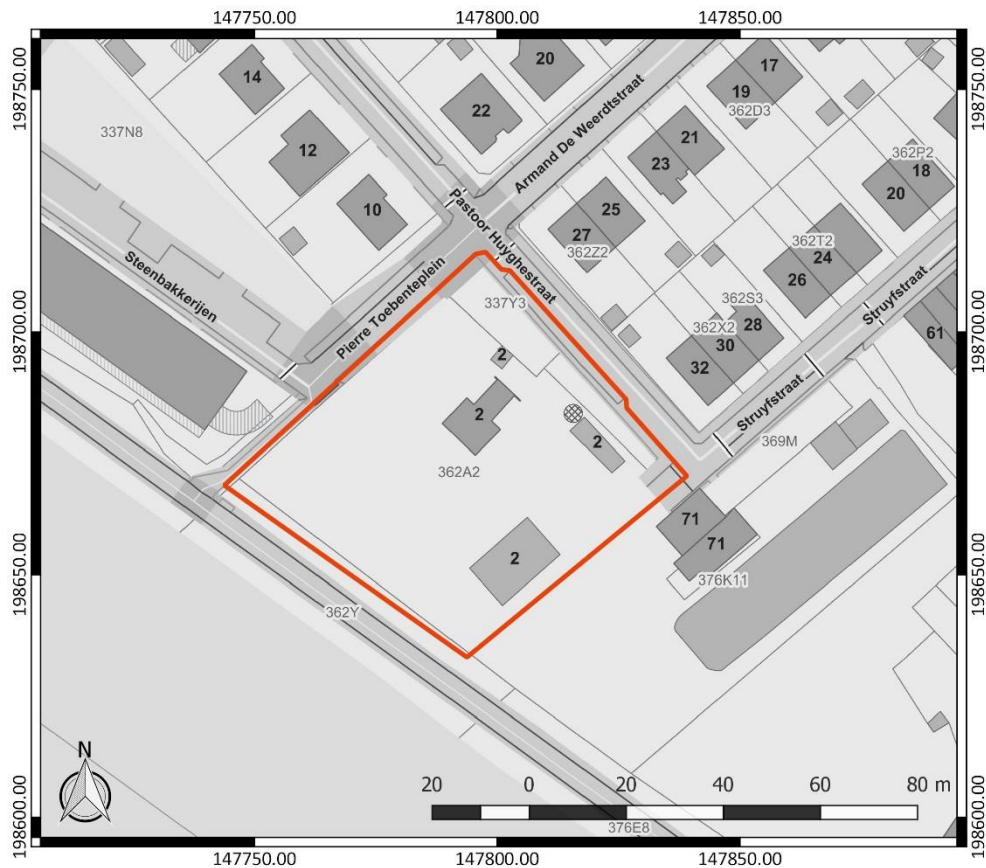 147750.00
147800.00
147850.00
198750.00
198700.00
198650.00
198600.00
198750.00
198700.00
198650.00
198600.00
14
20
17
19
362D3
22
337N8
12
21
23
362P2
18
20
10
25
27
362Z2
362T2
24
26
Armand De Weerdtstraat
Pastoor Huyghestraat
Steenbakkerijen
Pierre Toebenteplein
337Y3
362S3
362X2
28
30
32
Struyfstraat
61
Struyfstraat
2
2
2
362A2
369M
71
71
2
376K11
362Y
N
20
0
20
40
60
80 m
376E8
147750.00
147800.00
147850.00